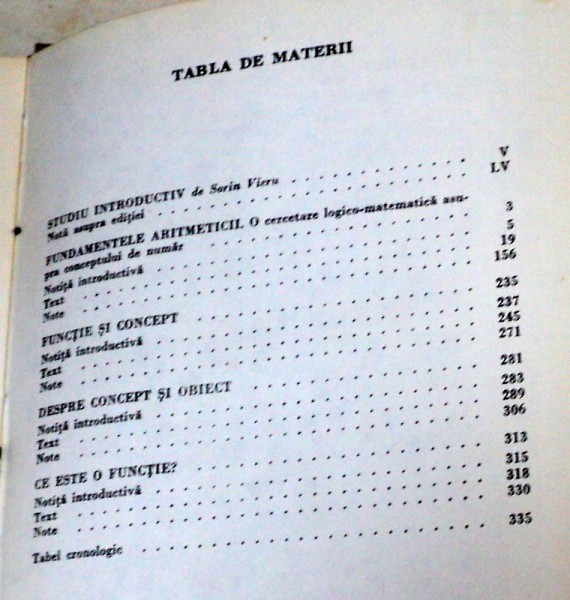 TABLA DE MATERII
STUDIU INTRODUCTIV de Sorin Vieru . . . . . . . . . . . V
Notă asupra ediției . . . . . . . . . . . . . . . . . . LV
FUNDAMENTELE ARITMETICII. O cercetare logico-matematică asu-
pra conceptului de număr . . . . . . . . . . . . . . . 3
Notiță introductivă . . . . . . . . . . . . . . . . . . 5
Text . . . . . . . . . . . . . . . . . . . . . . . . . 19
Note . . . . . . . . . . . . . . . . . . . . . . . . . 156
FUNCȚIE ȘI CONCEPT . . . . . . . . . . . . . . . . . . 235
Notiță introductivă . . . . . . . . . . . . . . . . . . 237
Text . . . . . . . . . . . . . . . . . . . . . . . . . 245
Note . . . . . . . . . . . . . . . . . . . . . . . . . 271
DESPRE CONCEPT ȘI OBIECT . . . . . . . . . . . . . . . 281
Notiță introductivă . . . . . . . . . . . . . . . . . . 283
Text . . . . . . . . . . . . . . . . . . . . . . . . . 289
Note . . . . . . . . . . . . . . . . . . . . . . . . . 306
CE ESTE O FUNCȚIE? . . . . . . . . . . . . . . . . . . 313
Notiță introductivă . . . . . . . . . . . . . . . . . . 315
Text . . . . . . . . . . . . . . . . . . . . . . . . . 318
Note . . . . . . . . . . . . . . . . . . . . . . . . . 330
Tabel cronologic . . . . . . . . . . . . . . . . . . . 335